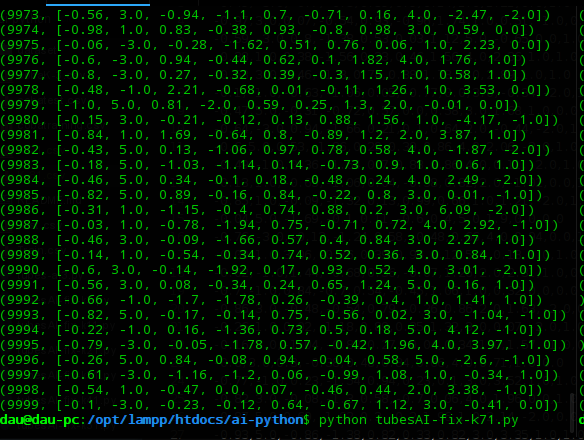 (9973, [-0.56, 3.0, -0.94, -1.1, 0.7, -0.71, 0.16, 4.0, -2.47, -2.0])
(9974, [-0.98, 1.0, 0.83, -0.38, 0.93, -0.8, 0.98, 3.0, 0.59, 0.0])
(9975, [-0.06, -3.0, -0.28, -1.62, 0.51, 0.76, 0.06, 1.0, 2.23, 0.0])
(9976, [-0.6, -3.0, 0.94, -0.44, 0.62, 0.1, 1.82, 4.0, 1.76, 1.0])
(9977, [-0.8, -3.0, 0.27, -0.32, 0.39, -0.3, 1.5, 1.0, 0.58, 1.0])
(9978, [-0.48, -1.0, 2.21, -0.68, 0.01, -0.11, 1.26, 1.0, 3.53, 0.0])
(9979, [-1.0, 5.0, 0.81, -2.0, 0.59, 0.25, 1.3, 2.0, -0.01, 0.0])
(9980, [-0.15, 3.0, -0.21, -0.12, 0.13, 0.88, 1.56, 1.0, -4.17, -1.0])
(9981, [-0.84, 1.0, 1.69, -0.64, 0.8, -0.89, 1.2, 2.0, 3.87, 1.0])
(9982, [-0.43, 5.0, 0.13, -1.06, 0.97, 0.78, 0.58, 4.0, -1.87, -2.0])
(9983, [-0.18, 5.0, -1.03, -1.14, 0.14, -0.73, 0.9, 1.0, 0.6, 1.0])
(9984, [-0.46, 5.0, 0.34, -0.1, 0.18, -0.48, 0.24, 4.0, 2.49, -2.0])
(9985, [-0.82, 5.0, 0.89, -0.16, 0.84, -0.22, 0.8, 3.0, 0.01, -1.0])
(9986, [-0.31, 1.0, -1.15, -0.4, 0.74, 0.88, 0.2, 3.0, 6.09, -2.0])
(9987, [-0.03, 1.0, -0.78, -1.94, 0.75, -0.71, 0.72, 4.0, 2.92, -1.0])
(9988, [-0.46, 3.0, -0.09, -1.66, 0.57, 0.4, 0.84, 3.0, 2.27, 1.0])
(9989, [-0.14, 1.0, -0.54, -0.34, 0.74, 0.52, 0.36, 3.0, 0.84, -1.0])
(9990, [-0.6, 3.0, -0.14, -1.92, 0.17, 0.93, 0.52, 4.0, 3.01, -2.0])
(9991, [-0.56, 3.0, 0.08, -0.34, 0.24, 0.65, 1.24, 5.0, 0.16, 1.0])
(9992, [-0.66, -1.0, -1.7, -1.78, 0.26, -0.39, 0.4, 1.0, 1.41, 1.0])
(9993, [-0.82, 5.0, -0.17, -0.14, 0.75, -0.56, 0.02, 3.0, -1.04, -1.0])
(9994, [-0.22, -1.0, 0.16, -1.36, 0.73, 0.5, 0.18, 5.0, 4.12, -1.0])
(9995, [-0.79, -3.0, -0.05, -1.78, 0.57, -0.42, 1.96, 4.0, 3.97, -1.0])
(9996, [-0.26, 5.0, 0.84, -0.08, 0.94, -0.04, 0.58, 5.0, -2.6, -1.0])
(9997, [-0.61, -3.0, -1.16, -1.2, 0.06, -0.99, 1.08, 1.0, -0.34, 1.0])
(9998, [-0.54, 1.0, -0.47, 0.0, 0.07, -0.46, 0.44, 2.0, 3.38, -1.0])
(9999, [-0.1, -3.0, -0.23, -0.12, 0.64, -0.67, 1.12, 3.0, -0.41, 0.0])
dau@dau-pc:/opt/lampp/htdocs/ai-python$ python tubesAI-fix-k71.py